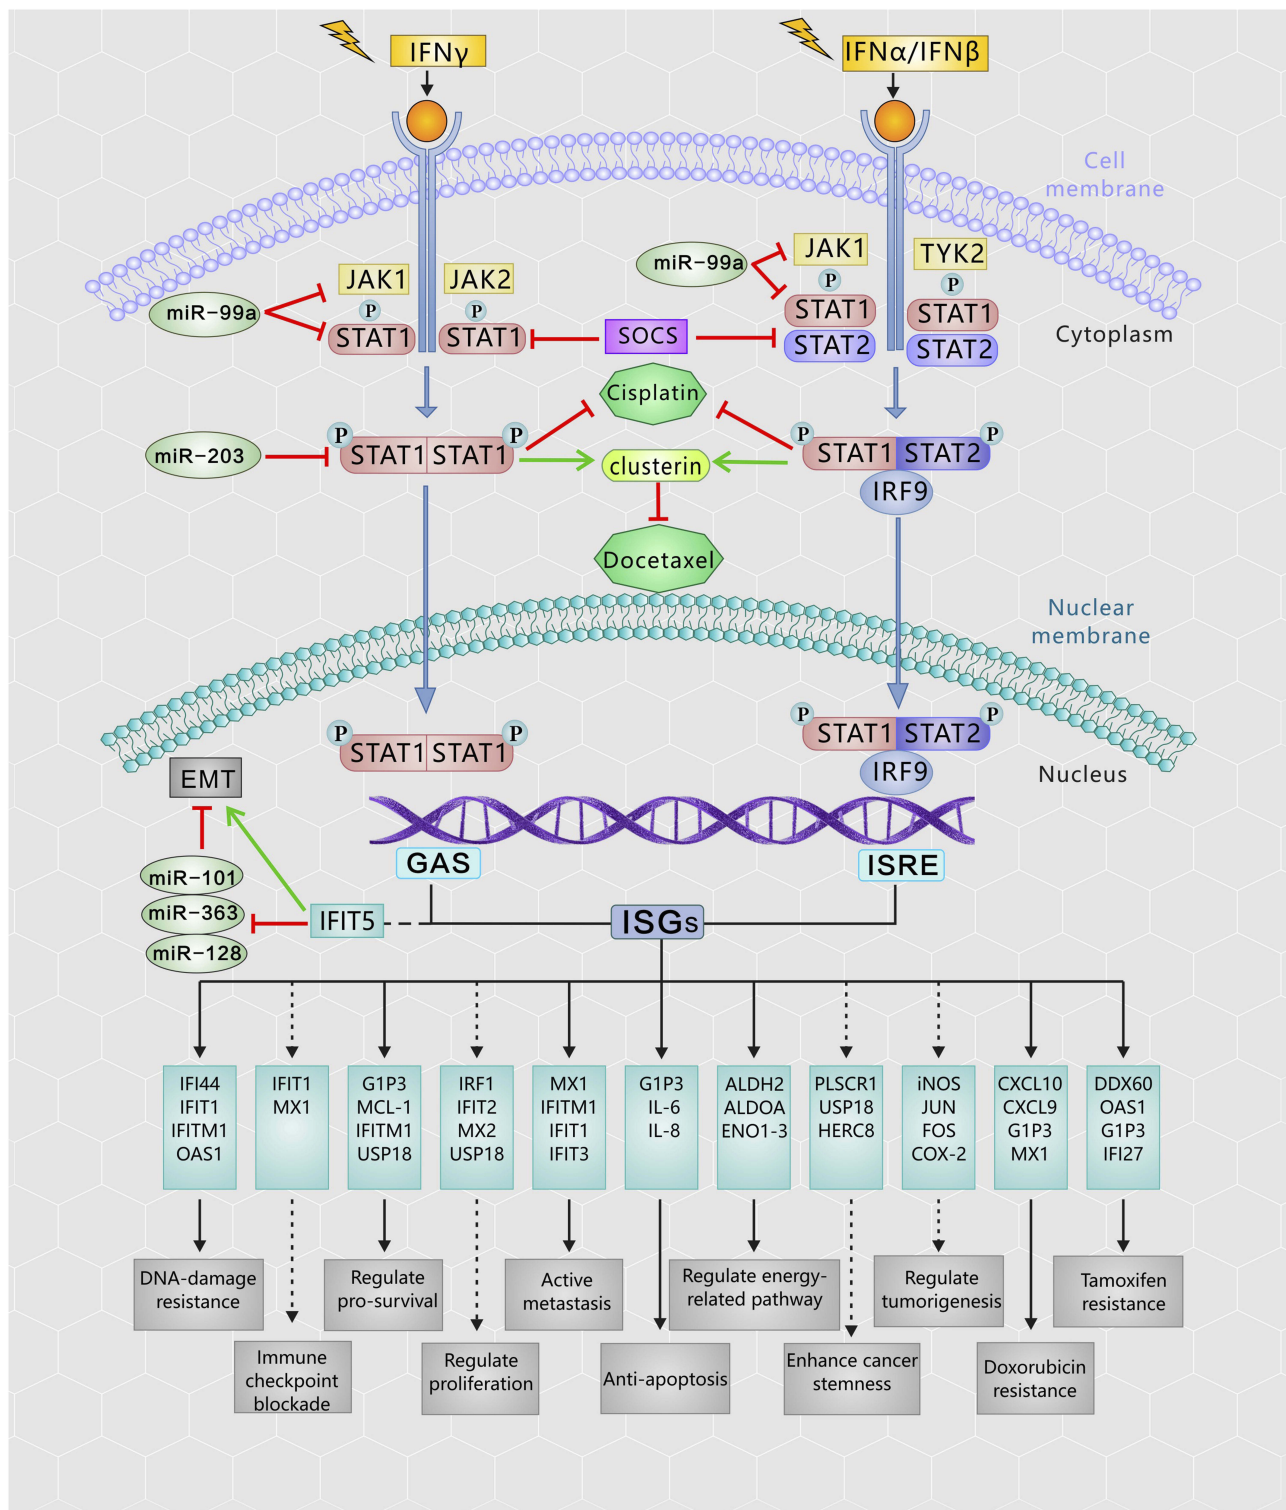 IFNγ
IFNα/IFNβ
Cell
membrane
miR-99a
JAK1
JAK2
P
P
STAT1
STAT1
SOCS
miR-99a
JAK1
TYK2
P
P
STAT1
STAT1
STAT2
STAT2
Cytoplasm
Cisplatin
miR-203
P
P
STAT1
STAT1
clusterin
P
P
STAT1
STAT2
IRF9
Docetaxel
Nuclear
membrane
P
P
STAT1
STAT1
P
P
STAT1
STAT2
IRF9
Nucleus
EMT
GAS
ISRE
miR-101
miR-363
miR-128
IFIT5
ISGs
IFI44
IFIT1
IFITM1
OAS1
IFIT1
MX1
G1P3
MCL-1
IFITM1
USP18
IRF1
IFIT2
MX2
USP18
MX1
IFITM1
IFIT1
IFIT3
G1P3
IL-6
IL-8
ALDH2
ALDOA
ENO1-3
PLSCR1
USP18
HERC8
iNOS
JUN
FOS
COX-2
CXCL10
CXCL9
G1P3
MX1
DDX60
OAS1
G1P3
IFI27
DNA-damage
resistance
Immune
checkpoint
blockade
Regulate
pro-survival
Regulate
proliferation
Active
metastasis
Anti-apoptosis
Regulate energy-
related pathway
Enhance cancer
stemness
Regulate
tumorigenesis
Doxorubicin
resistance
Tamoxifen
resistance